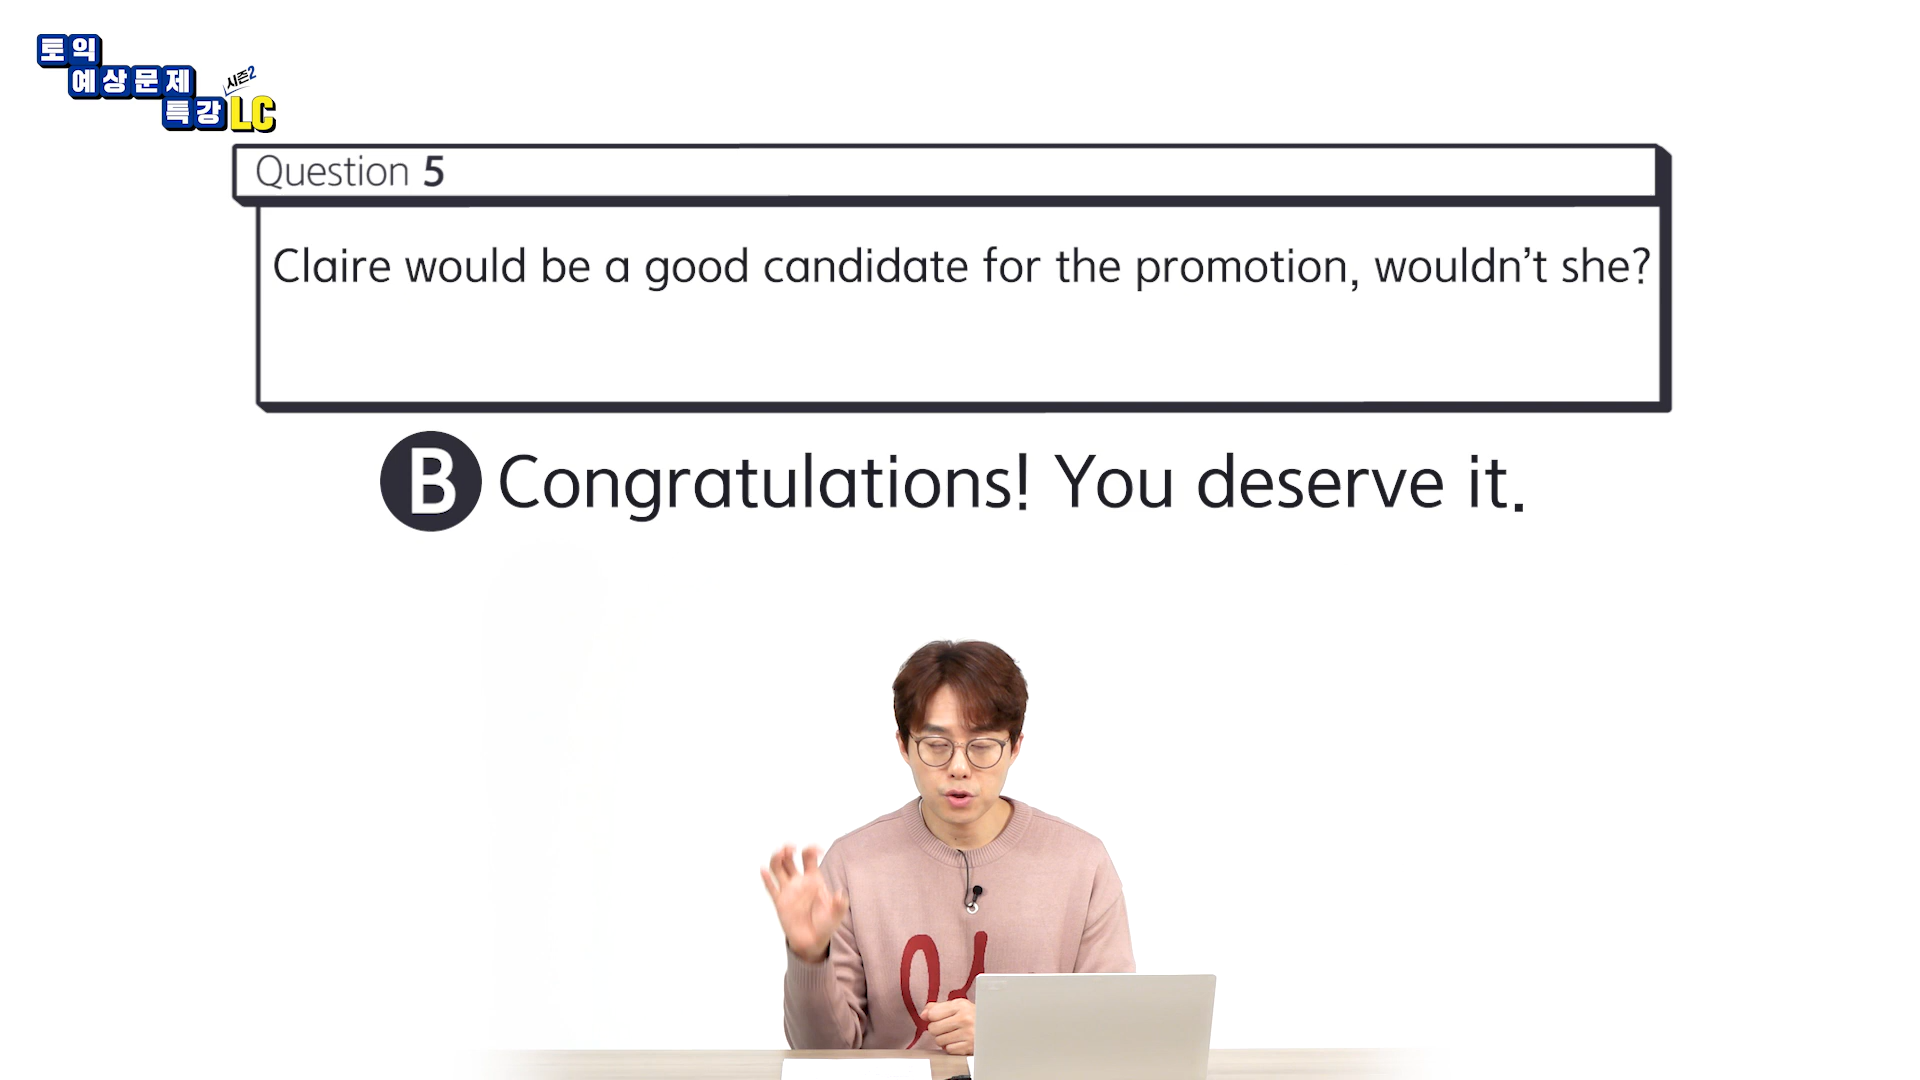 토익
예상문제
특강 LC
시즌2
Question 5
Claire would be a good candidate for the promotion, wouldn't she?
B Congratulations! You deserve it.